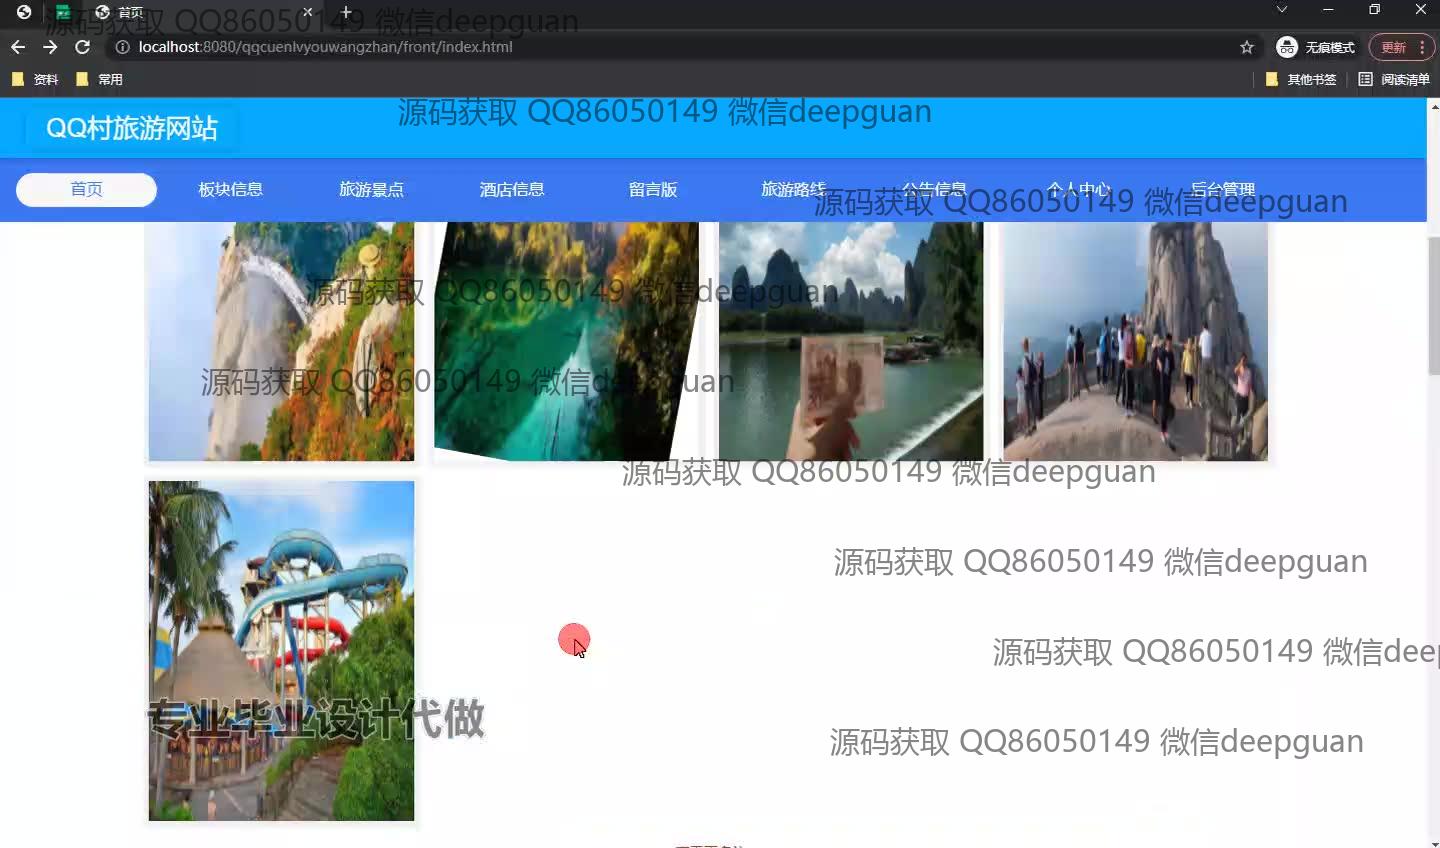 首页
源码获取 QQ86050149 微信deepguan
localhost:8080/qqcuenlvyouwangzhan/front/index.html
无痕模式
更新
资料
常用
其他书签
阅读清单
源码获取 QQ86050149 微信deepguan
QQ村旅游网站
首页
板块信息
旅游景点
酒店信息
留言版
旅游路线
公告信息
个人中心
后台管理
源码获取 QQ86050149 微信deepguan
源码获取 QQ86050149 微信deepguan
源码获取 QQ86050149 微信deepguan
源码获取 QQ86050149 微信deepguan
源码获取 QQ86050149 微信deepguan
源码获取 QQ86050149 微信deep
专业毕业设计代做
源码获取 QQ86050149 微信deepguan